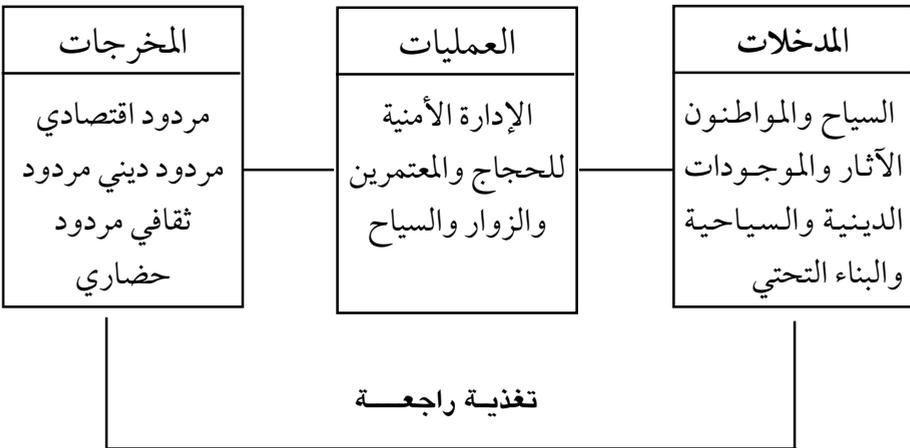 المدخلات
السياح والمواطنون
الآثار والموجودات
الدينية والسياحية
والبناء التحتي
العمليات
الإدارة الأمنية
للحجاج والمعتمرين
والزوار والسياح
المخرجات
مردود اقتصادي
مردود ديني مردود
ثقافي مردود
حضاري
تغذية راجعة